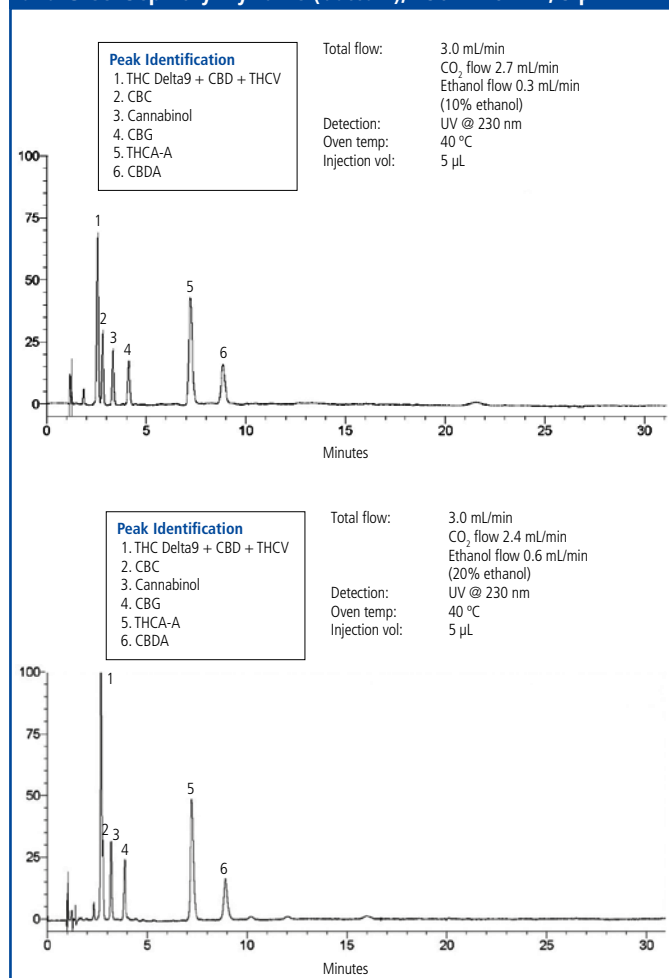 Peak Identification
1. THC Delta9 + CBD + THCV
2. CBC
3. Cannabinol
4. CBG
5. THCA-A
6. CBDA
Total flow: 3.0 mL/min
CO2 flow 2.7 mL/min
Ethanol flow 0.3 mL/min
(10% ethanol)
Detection: UV @ 230 nm
Oven temp: 40 ºC
Injection vol: 5 µL
100
75
50
25
0
1
2
3
4
5
6
0 5 10 15 20 25 30
Minutes
Peak Identification
1. THC Delta9 + CBD + THCV
2. CBC
3. Cannabinol
4. CBG
5. THCA-A
6. CBDA
Total flow: 3.0 mL/min
CO2 flow 2.4 mL/min
Ethanol flow 0.6 mL/min
(20% ethanol)
Detection: UV @ 230 nm
Oven temp: 40 ºC
Injection vol: 5 µL
100
75
50
25
0
1
2
3
4
5
6
0 5 10 15 20 25 30
Minutes